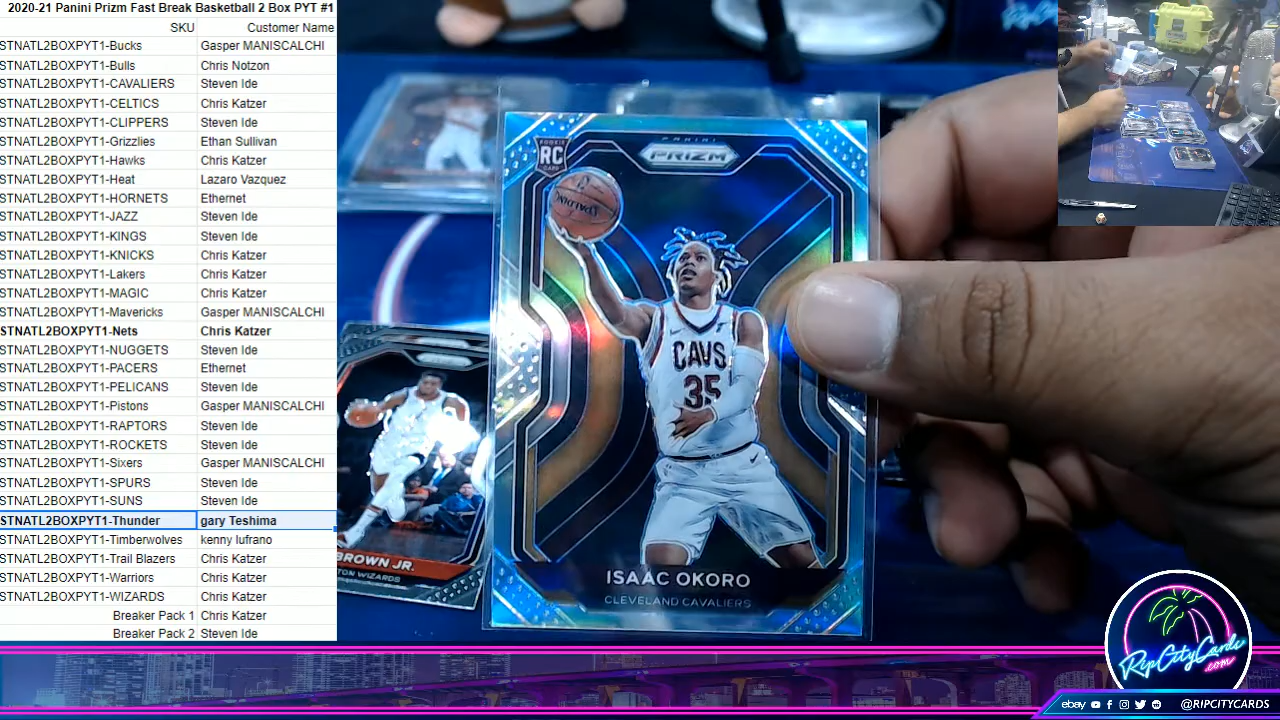 2020-21 Panini Prizm Fast Break Basketball 2 Box PYT #1
SKU Customer Name
STNATL2BOXPYT1-Bucks Gasper MANISCALCHI
STNATL2BOXPYT1-Bulls Chris Notzon
STNATL2BOXPYT1-CAVALIERS Steven Ide
STNATL2BOXPYT1-CELTICS Chris Katzer
STNATL2BOXPYT1-CLIPPERS Steven Ide
STNATL2BOXPYT1-Grizzlies Ethan Sullivan
STNATL2BOXPYT1-Hawks Chris Katzer
STNATL2BOXPYT1-Heat Lazaro Vazquez
STNATL2BOXPYT1-HORNETS Ethernet
STNATL2BOXPYT1-JAZZ Steven Ide
STNATL2BOXPYT1-KINGS Steven Ide
STNATL2BOXPYT1-KNICKS Chris Katzer
STNATL2BOXPYT1-Lakers Chris Katzer
STNATL2BOXPYT1-MAGIC Chris Katzer
STNATL2BOXPYT1-Mavericks Gasper MANISCALCHI
STNATL2BOXPYT1-Nets Chris Katzer
STNATL2BOXPYT1-NUGGETS Steven Ide
STNATL2BOXPYT1-PACERS Ethernet
STNATL2BOXPYT1-PELICANS Steven Ide
STNATL2BOXPYT1-Pistons Gasper MANISCALCHI
STNATL2BOXPYT1-RAPTORS Steven Ide
STNATL2BOXPYT1-ROCKETS Steven Ide
STNATL2BOXPYT1-Sixers Gasper MANISCALCHI
STNATL2BOXPYT1-SPURS Steven Ide
STNATL2BOXPYT1-SUNS Steven Ide
STNATL2BOXPYT1-Thunder gary Teshima
STNATL2BOXPYT1-Timberwolves kenny Iufrano
STNATL2BOXPYT1-Trail Blazers Chris Katzer
STNATL2BOXPYT1-Warriors Chris Katzer
STNATL2BOXPYT1-WIZARDS Chris Katzer
Breaker Pack 1 Chris Katzer
Breaker Pack 2 Steven Ide
PANINI
PRIZM
ROOKIE
RC
CARD
SPALDING
CAVS
35
ISAAC OKORO
CLEVELAND CAVALIERS
BROWN JR.
TON WIZARDS
RipCityCards
.com
ebay @RIPCITYCARDS